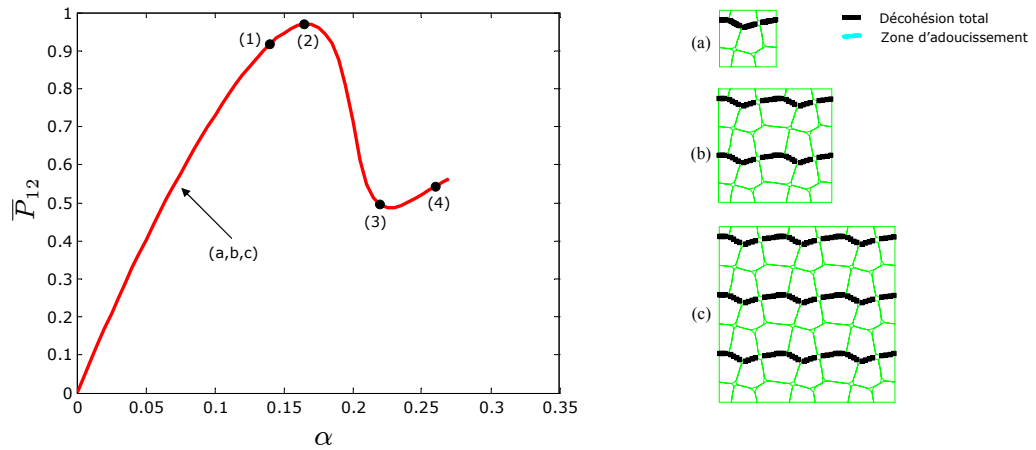 1
0.9
0.8
0.7
0.6
0.5
0.4
0.3
0.2
0.1
0
P̅12
(1)
(2)
(3)
(4)
(a,b,c)
0
0.05
0.1
0.15
0.2
0.25
0.3
0.35
α
(a)
(b)
(c)
Décohésion total
Zone d'adoucissement